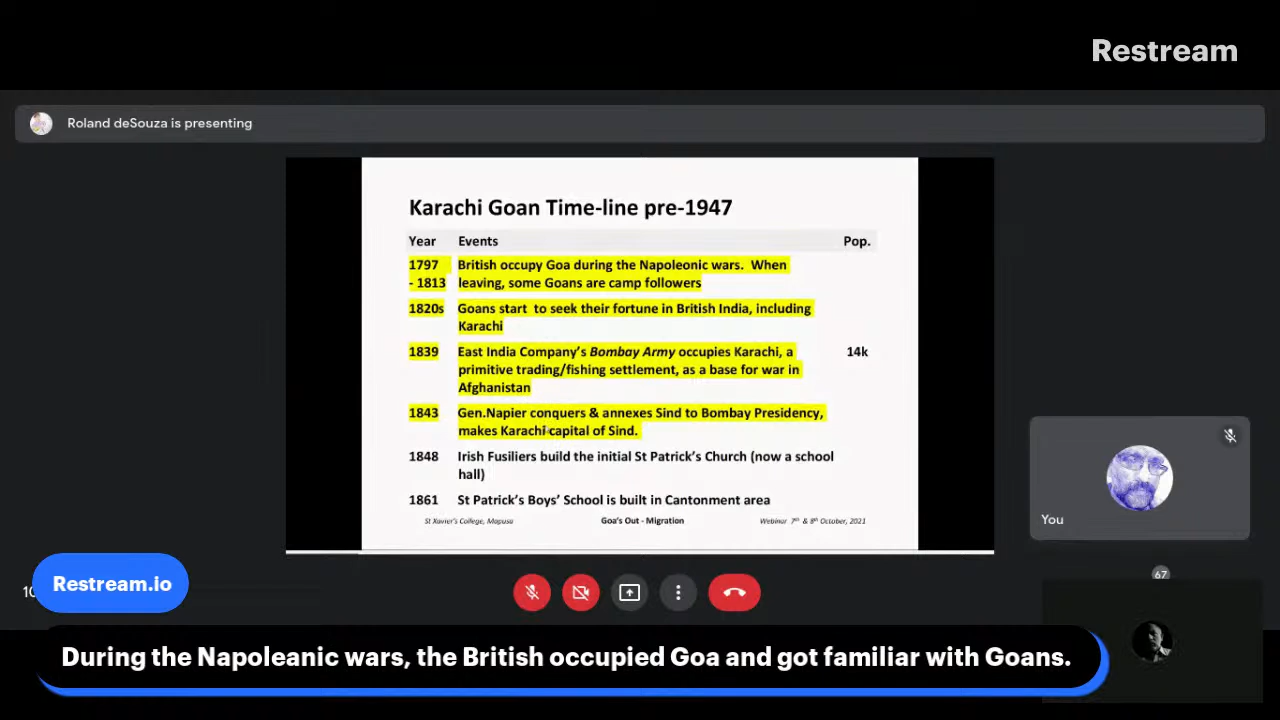 Restream
Roland deSouza is presenting
Karachi Goan Time-line pre-1947
Year Events Pop.
1797 British occupy Goa during the Napoleonic wars. When
- 1813 leaving, some Goans are camp followers
1820s Goans start to seek their fortune in British India, including
Karachi
1839 East India Company's Bombay Army occupies Karachi, a 14k
primitive trading/fishing settlement, as a base for war in
Afghanistan
1843 Gen.Napier conquers & annexes Sind to Bombay Presidency,
makes Karachi capital of Sind.
1848 Irish Fusiliers build the initial St Patrick's Church (now a school
hall)
1861 St Patrick's Boys' School is built in Cantonment area
St Xavier's College, Mapusa Goa's Out - Migration Webinar 7th & 8th October, 2021
You
67
Restream.io
During the Napoleanic wars, the British occupied Goa and got familiar with Goans.